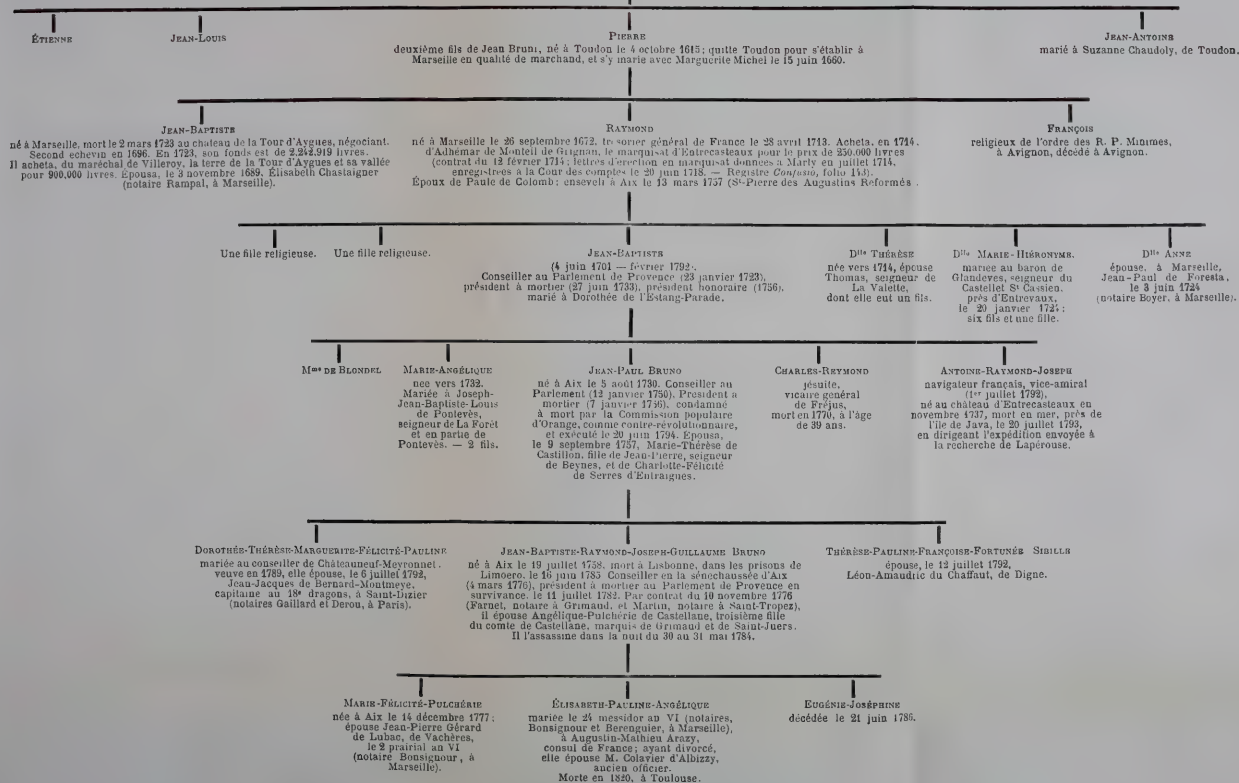 ÉTIENNE
JEAN-LOUIS
PIERRE
deuxième fils de Jean Bruni, né à Toudon le 4 octobre 1615; quitte Toudon pour s'établir à
Marseille en qualité de marchand, et s'y marie avec Marguerite Michel le 15 juin 1660.
JEAN-ANTOINE
marié à Suzanne Chaudoly, de Toudon.
JEAN-BAPTISTE
né à Marseille, mort le 2 mars 1723 au chateau de la Tour d'Aygues, négociant.
Second echevin en 1696. En 1723, son fonds est de 2.242.919 livres.
Il acheta, du maréchal de Villeroy, la terre de la Tour d'Aygues et sa vallée
pour 900,000 livres. Épousa, le 3 novembre 1689. Élisabeth Chastaigner
(notaire Rampal, à Marseille).
RAYMOND
né à Marseille le 26 septembre 1672, trésorier général de France le 28 avril 1713. Acheta, en 1714,
d'Adhémar de Monteil de Grignan, le marquisat d'Entrecasteaux pour le prix de 250.000 livres
(contrat du 12 février 1714; lettres d'érection en marquisat données à Marly en juillet 1714,
enregistrées à la Cour des comptes le 20 juin 1718. — Registre Confusio, folio 143).
Époux de Paule de Colomb; enseveli à Aix le 13 mars 1757 (St-Pierre des Augustins Réformés.
FRANÇOIS
religieux de l'ordre des R. P. Minimes,
à Avignon, décédé à Avignon.
Une fille religieuse.
Une fille religieuse.
JEAN-BAPTISTE
(4 juin 1701 — février 1792).
Conseiller au Parlement de Provence (23 janvier 1723),
président à mortier (27 juin 1733), président honoraire (1756).
marié à Dorothée de l'Estang-Parade.
Dlle THÉRÈSE
née vers 1714, épouse
Thomas, seigneur de
La Valette,
dont elle eut un fils.
Dlle MARIE-HIÉRONYME.
mariée au baron de
Glandeves, seigneur du
Castellet St Cassien,
près d'Entrevaux,
le 20 janvier 1724;
six fils et une fille.
Dlle ANNE
épouse, à Marseille,
Jean-Paul de Foresta,
le 3 juin 1724
(notaire Boyer, à Marseille).
Mme DE BLONDEL
MARIE-ANGÉLIQUE
née vers 1732.
Mariée à Joseph-
Jean-Baptiste-Louis
de Pontevès,
seigneur de La Forêt
et en partie de
Pontevès. — 2 fils.
JEAN-PAUL BRUNO
né à Aix le 5 août 1730. Conseiller au
Parlement (12 janvier 1750). Président à
mortier (7 janvier 1756), condamné
à mort par la Commission populaire
d'Orange, comme contre-révolutionnaire,
et exécuté le 20 juin 1794. Épousa,
le 9 septembre 1757, Marie-Thérèse de
Castillon, fille de Jean-Pierre, seigneur
de Beynes, et de Charlotte-Félicité
de Serres d'Entraigues.
CHARLES-REYMOND
jésuite,
vicaire général
de Fréjus,
mort en 1770, à l'âge
de 39 ans.
ANTOINE-RAYMOND-JOSEPH
navigateur français, vice-amiral
(1er juillet 1792),
né au château d'Entrecasteaux en
novembre 1737, mort en mer, près de
l'île de Java, le 20 juillet 1793,
en dirigeant l'expédition envoyée à
la recherche de Lapérouse.
DOROTHÉE-THÉRÈSE-MARGUERITE-FÉLICITÉ-PAULINE
mariée au conseiller de Châteauneuf-Meyronnet,
veuve en 1789, elle épouse, le 6 juillet 1792,
Jean-Jacques de Bernard-Montmeye,
capitaine au 18e dragons, à Saint-Dizier
(notaires Gaillard et Derou, à Paris).
JEAN-BAPTISTE-RAYMOND-JOSEPH-GUILLAUME BRUNO
né à Aix le 19 juillet 1758, mort à Lisbonne, dans les prisons de
Limoero, le 16 juin 1785 Conseiller en la sénéchaussée d'Aix
(4 mars 1776), président à mortier au Parlement de Provence en
survivance, le 11 juillet 1782. Par contrat du 10 novembre 1776
(Farnet, notaire à Grimaud, et Martin, notaire à Saint-Tropez),
il épouse Angélique-Pulchérie de Castellane, troisième fille
du comte de Castellane, marquis de Grimaud et de Saint-Juers.
Il l'assassine dans la nuit du 30 au 31 mai 1784.
THÉRÈSE-PAULINE-FRANÇOISE-FORTUNÉE SIBILLE
épouse, le 12 juillet 1792,
Léon-Amaudric du Chaffaut, de Digne.
MARIE-FÉLICITÉ-PULCHÉRIE
née à Aix le 14 décembre 1777;
épouse Jean-Pierre Gérard
de Lubac, de Vachères,
le 2 prairial an VI
(notaire Bonsignour, à
Marseille).
ÉLISABETH-PAULINE-ANGÉLIQUE
mariée le 24 messidor an VI (notaires,
Bonsignour et Berenguier, à Marseille),
à Augustin-Mathieu Arazy,
consul de France; ayant divorcé,
elle épouse M. Colavier d'Albizzy,
ancien officier.
Morte en 1820, à Toulouse.
EUGÉNIE-JOSÉPHINE
décédée le 21 juin 1786.